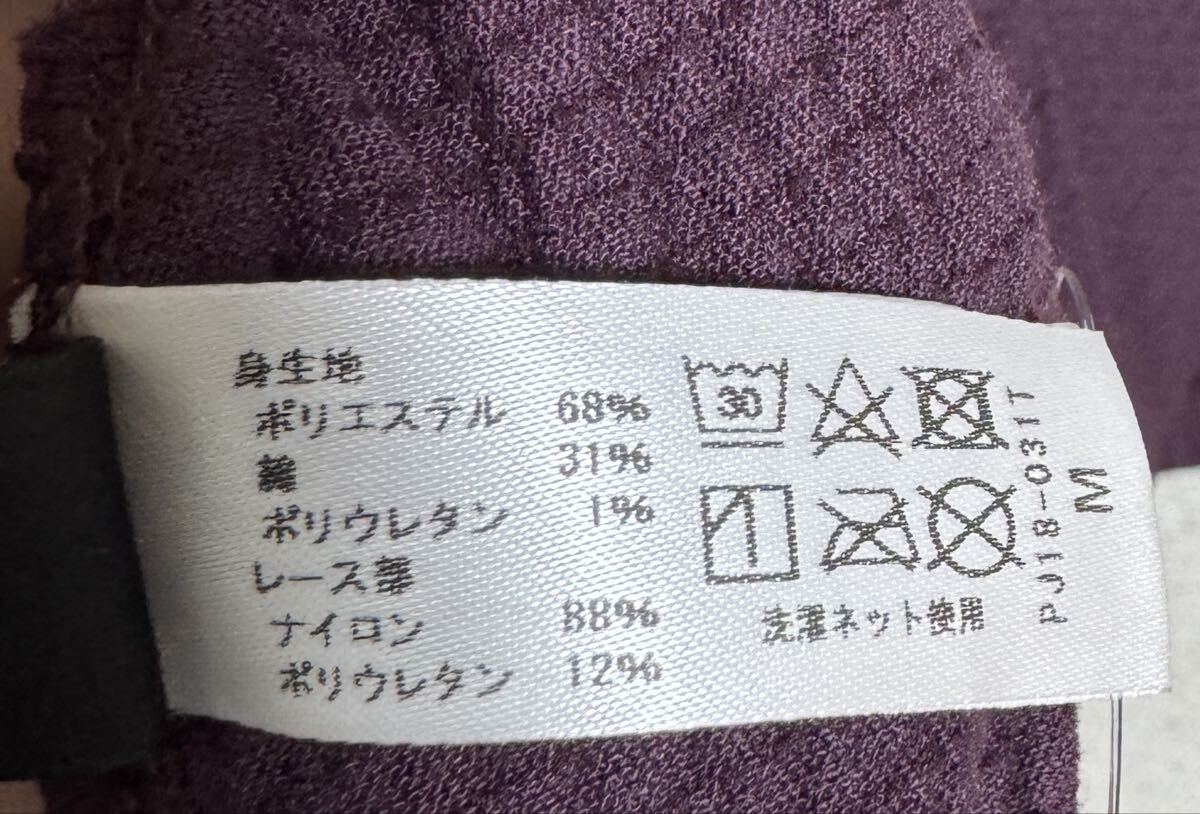 身生地
ポリエステル 68%
綿 31%
ポリウレタン 1%
レース部
ナイロン 88%
ポリウレタン 12%
30
洗濯ネット使用
PJ18-031T
M